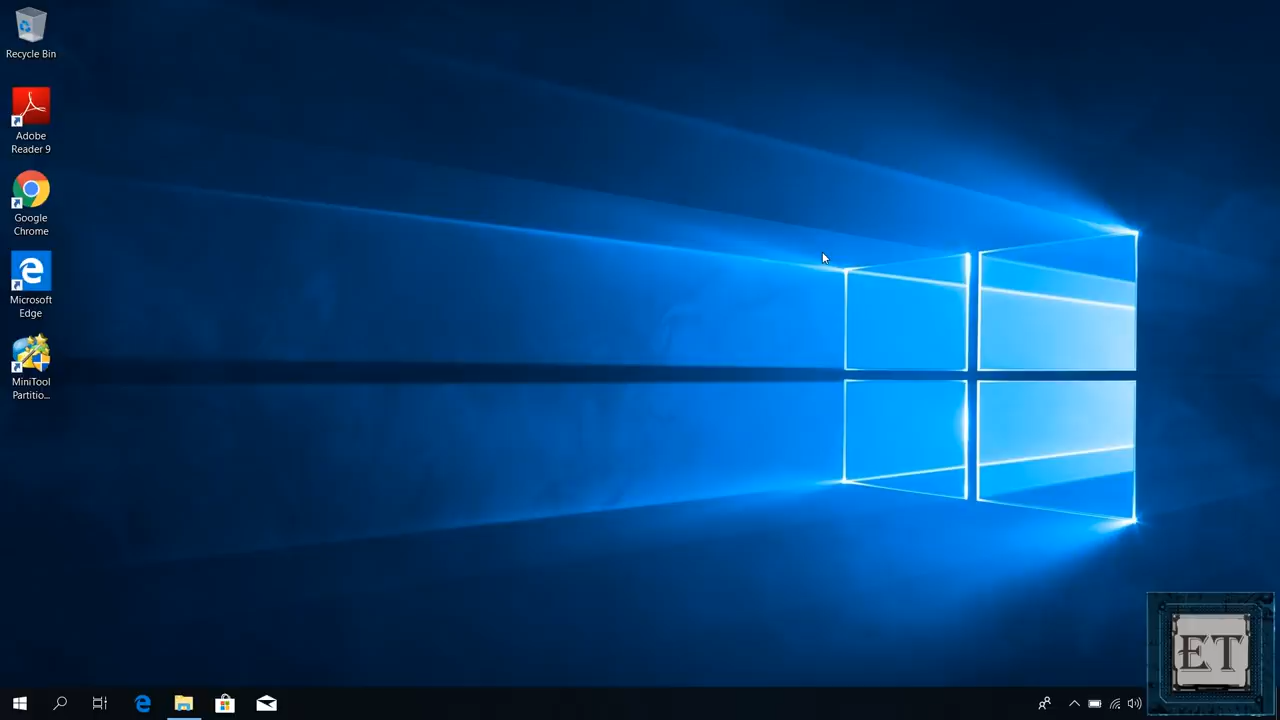 Recycle Bin
Adobe
Reader 9
Google
Chrome
Microsoft
Edge
MiniTool
Partitio...
ET